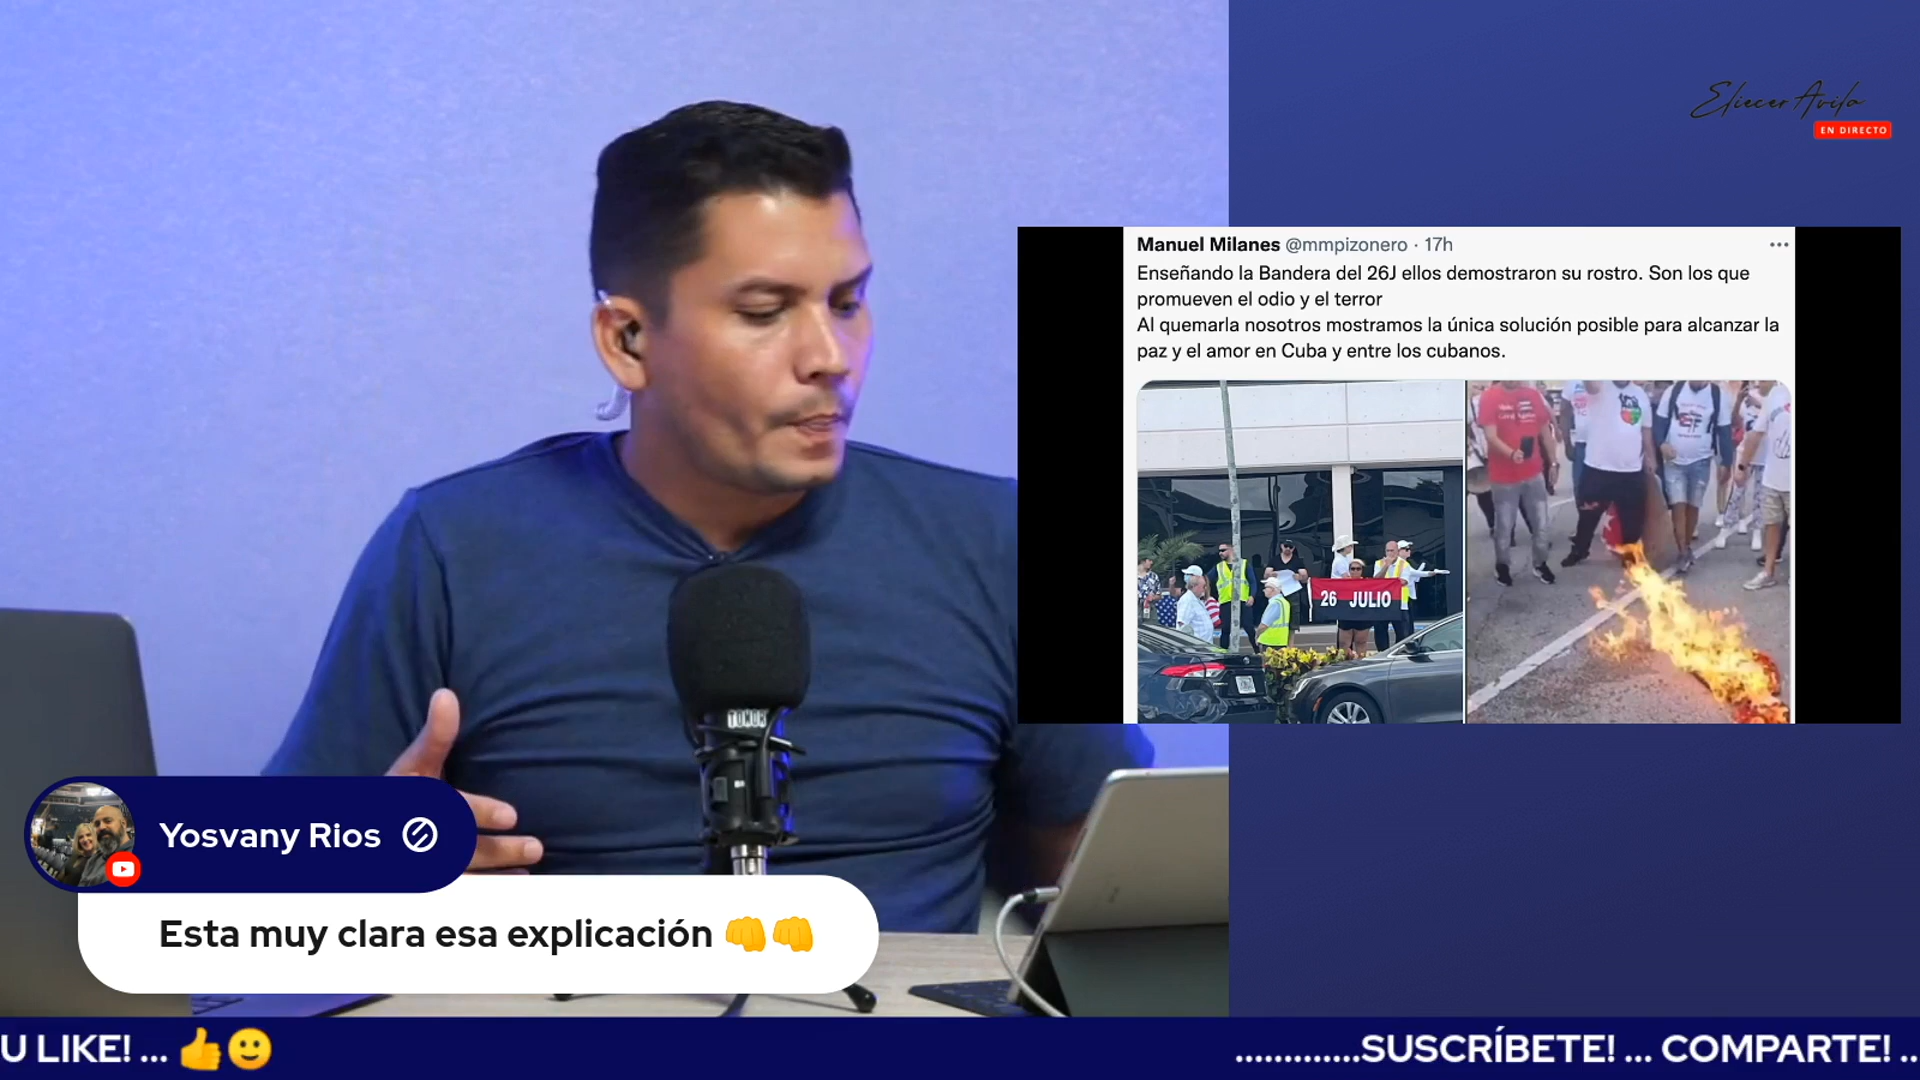 Eliecer Avila
EN DIRECTO
Manuel Milanes @mmpizonero · 17h
Enseñando la Bandera del 26J ellos demostraron su rostro. Son los que
promueven el odio y el terror
Al quemarla nosotros mostramos la única solución posible para alcanzar la
paz y el amor en Cuba y entre los cubanos.
26 JULIO
Yosvany Rios
Esta muy clara esa explicación 👊👊
U LIKE! ... 👍🙂
.............SUSCRÍBETE! ... COMPARTE! ..